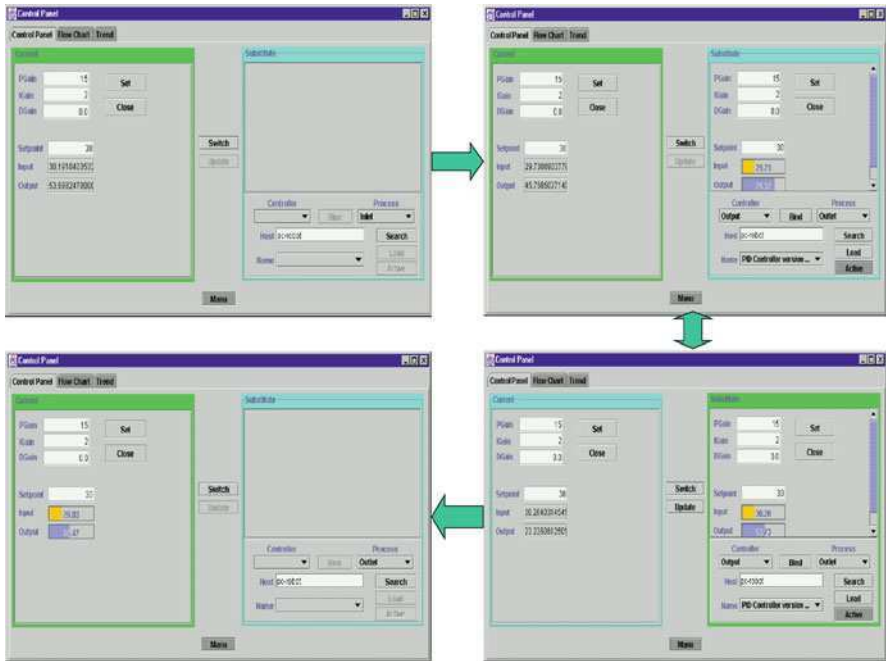 Control Panel
Control Panel Flow Chart Trend
Current
Substitute
PGain 15 Set
IGain 2
DGain 0.0 Close
Setpoint 30
Input
Output
Switch
Update
Controller Process
Bind Inlet
Host pc-robot Search
Name Load
Active
Menu
Control Panel
Control Panel Flow Chart Trend
Current
Substitute
PGain 15 Set PGain 15 Set
IGain 2 IGain 2
DGain 0.0 Close DGain 0.0 Close
Setpoint 30 Switch Setpoint 30
Input Update Input 29.73
Output Output
Controller Process
Output Bind Outlet
Host pc-robot Search
Name PID Controller version ... Load
Active
Menu
Control Panel
Control Panel Flow Chart Trend
Current
Substitute
PGain 15 Set
IGain 2
DGain 0.0 Close
Setpoint 30
Input
Output
Switch
Update
Controller Process
Bind Outlet
Host pc-robot Search
Name Load
Active
Menu
Control Panel
Control Panel Flow Chart Trend
Current
Substitute
PGain 15 Set PGain 15 Set
IGain 2 IGain 2
DGain 0.0 Close DGain 0.0 Close
Setpoint 30 Switch Setpoint 30
Input Update Input 30.26
Output Output
Controller Process
Output Bind Outlet
Host pc-robot Search
Name PID Controller version ... Load
Active
Menu